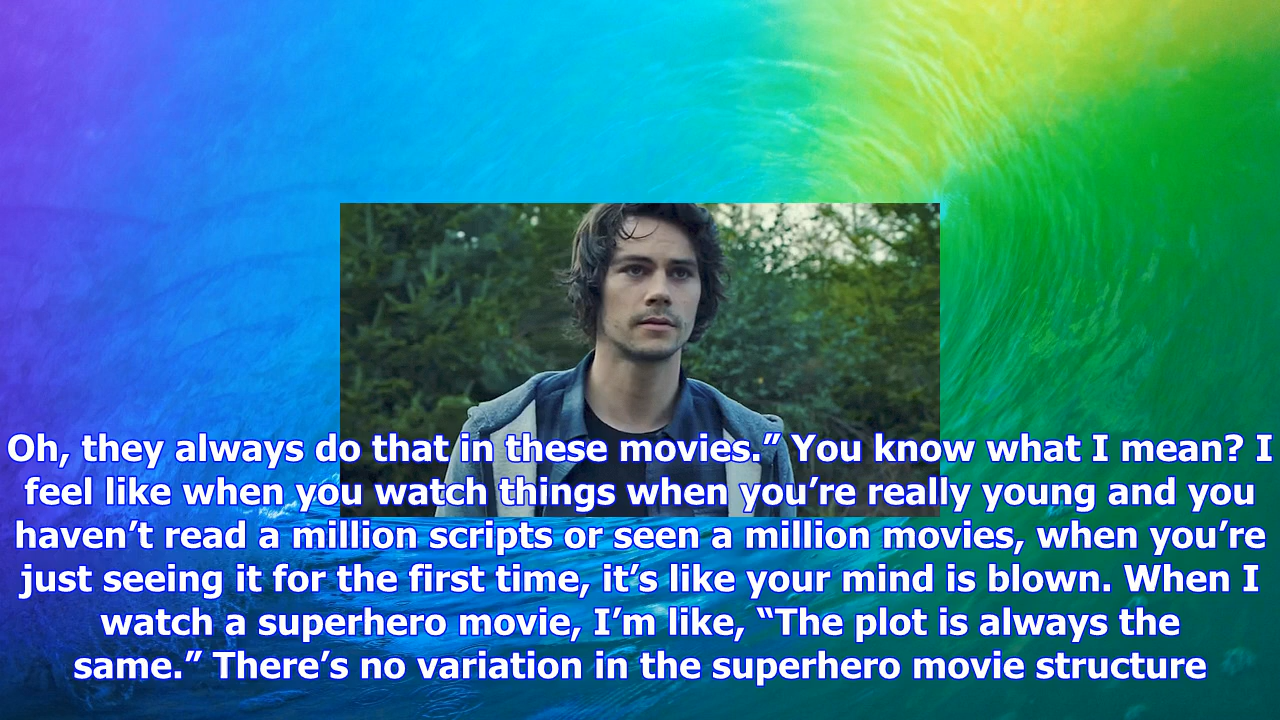 Oh, they always do that in these movies.” You know what I mean? I
feel like when you watch things when you’re really young and you
haven’t read a million scripts or seen a million movies, when you’re
just seeing it for the first time, it’s like your mind is blown. When I
watch a superhero movie, I’m like, “The plot is always the
same.” There’s no variation in the superhero movie structure